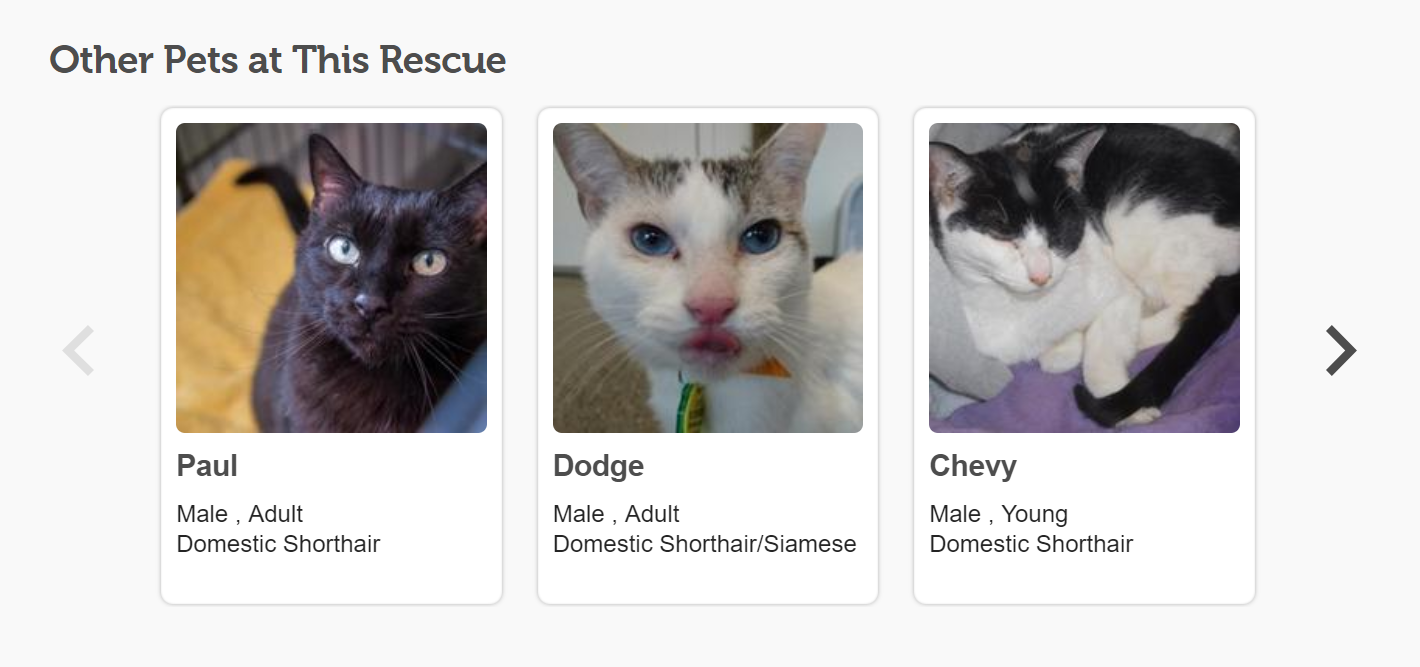 Other Pets at This Rescue
Paul
Male , Adult
Domestic Shorthair
Dodge
Male , Adult
Domestic Shorthair/Siamese
Chevy
Male , Young
Domestic Shorthair